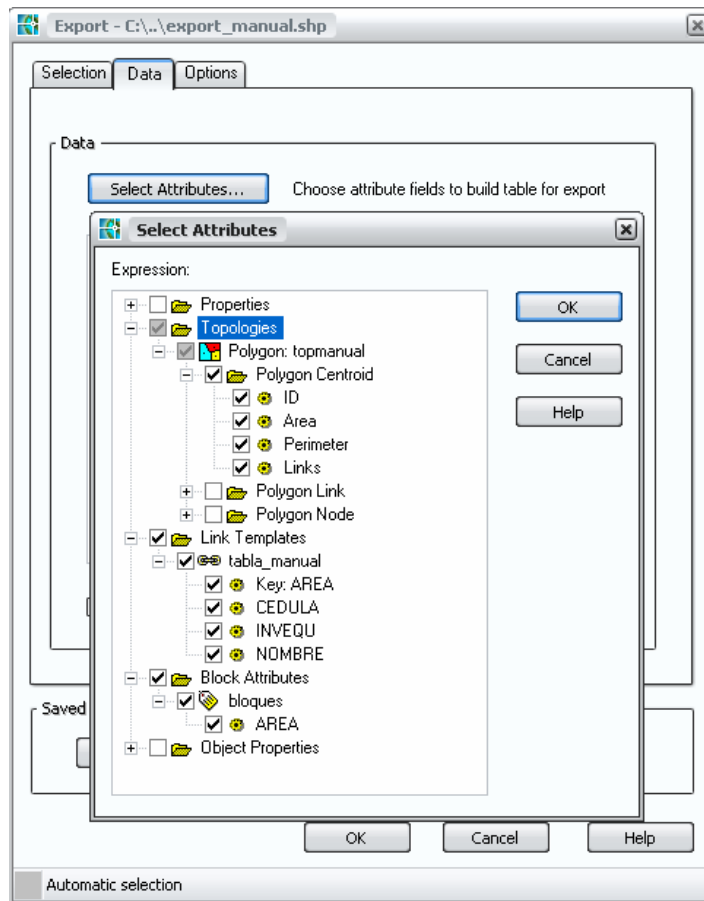 Export - C:\..\export_manual.shp
Selection Data Options
Data
Select Attributes... Choose attribute fields to build table for export
Select Attributes
Expression:
Properties
OK
Topologies
Polygon: topmanual
Cancel
Polygon Centroid
ID
Help
Area
Perimeter
Links
Polygon Link
Polygon Node
Link Templates
tabla_manual
Key: AREA
CEDULA
INVEQU
NOMBRE
Block Attributes
Saved
bloques
AREA
Object Properties
OK Cancel Help
Automatic selection